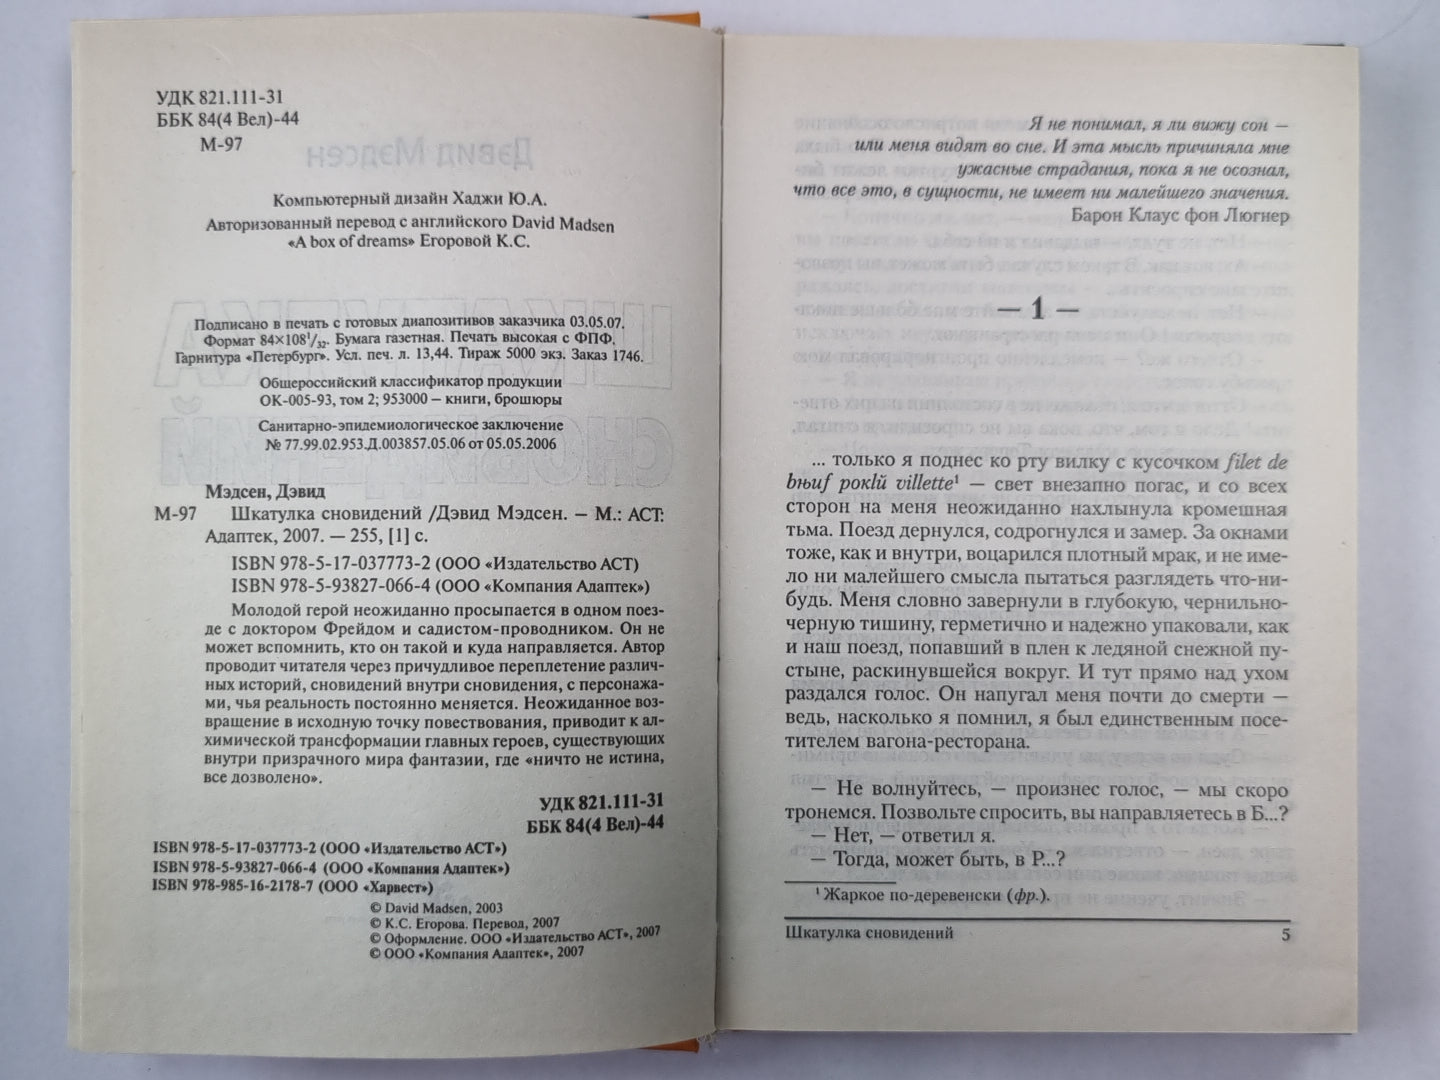 УДК 821.111-31
ББК 84(4 Вел)-44
М-97
Компьютерный дизайн Хаджи Ю.А.
Авторизованный перевод с английского David Madsen
«A box of dreams» Егоровой К.С.
Подписано в печать с готовых диапозитивов заказчика 03.05.07.
Формат 84×108¹/₃₂. Бумага газетная. Печать высокая с ФПФ.
Гарнитура «Петербург». Усл. печ. л. 13,44. Тираж 5000 экз. Заказ 1746.
Общероссийский классификатор продукции
ОК-005-93, том 2; 953000 — книги, брошюры
Санитарно-эпидемиологическое заключение
№ 77.99.02.953.Д.003857.05.06 от 05.05.2006
Мэдсен, Дэвид
М-97 Шкатулка сновидений /Дэвид Мэдсен. — М.: АСТ:
Адаптек, 2007. — 255, [1] с.
ISBN 978-5-17-037773-2 (ООО «Издательство АСТ)
ISBN 978-5-93827-066-4 (ООО «Компания Адаптек»)
Молодой герой неожиданно просыпается в одном поез-
де с доктором Фрейдом и садистом-проводником. Он не
может вспомнить, кто он такой и куда направляется. Автор
проводит читателя через причудливое переплетение различ-
ных историй, сновидений внутри сновидения, с персонажа-
ми, чья реальность постоянно меняется. Неожиданное воз-
вращение в исходную точку повествования, приводит к ал-
химической трансформации главных героев, существующих
внутри призрачного мира фантазии, где «ничто не истина,
все дозволено».
УДК 821.111-31
ББК 84(4 Вел)-44
ISBN 978-5-17-037773-2 (ООО «Издательство АСТ»)
ISBN 978-5-93827-066-4 (ООО «Компания Адаптек»)
ISBN 978-985-16-2178-7 (ООО «Харвест»)
© David Madsen, 2003
© К.С. Егорова. Перевод, 2007
© Оформление. ООО «Издательство АСТ», 2007
© ООО «Компания Адаптек», 2007
Я не понимал, я ли вижу сон —
или меня видят во сне. И эта мысль причиняла мне
ужасные страдания, пока я не осознал,
что все это, в сущности, не имеет ни малейшего значения.
Барон Клаус фон Люгнер
— 1 —
... только я поднес ко рту вилку с кусочком filet de
bњuf poкlй villette¹ — свет внезапно погас, и со всех
сторон на меня неожиданно нахлынула кромешная
тьма. Поезд дернулся, содрогнулся и замер. За окнами
тоже, как и внутри, воцарился плотный мрак, и не име-
ло ни малейшего смысла пытаться разглядеть что-ни-
будь. Меня словно завернули в глубокую, чернильно-
черную тишину, герметично и надежно упаковали, как
и наш поезд, попавший в плен к ледяной снежной пу-
стыне, раскинувшейся вокруг. И тут прямо над ухом
раздался голос. Он напугал меня почти до смерти —
ведь, насколько я помнил, я был единственным посе-
тителем вагона-ресторана.
— Не волнуйтесь, — произнес голос, — мы скоро
тронемся. Позвольте спросить, вы направляетесь в Б...?
— Нет, — ответил я.
— Тогда, может быть, в Р...?
¹ Жаркое по-деревенски (фр.).
Шкатулка сновидений 5